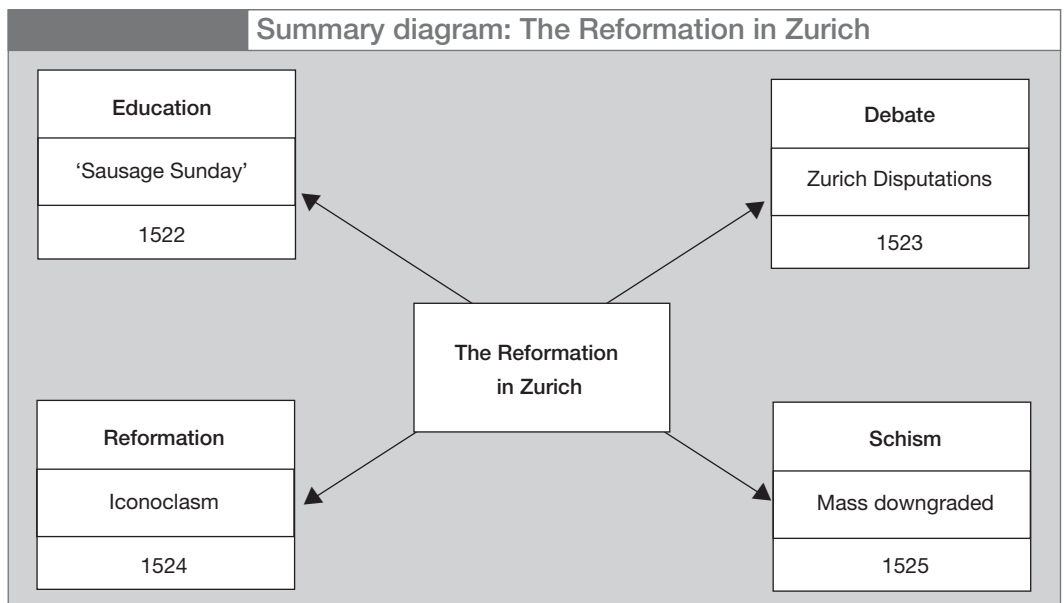 Summary diagram: The Reformation in Zurich
Education
‘Sausage Sunday’
1522
Debate
Zurich Disputations
1523
The Reformation
in Zurich
Reformation
Iconoclasm
1524
Schism
Mass downgraded
1525